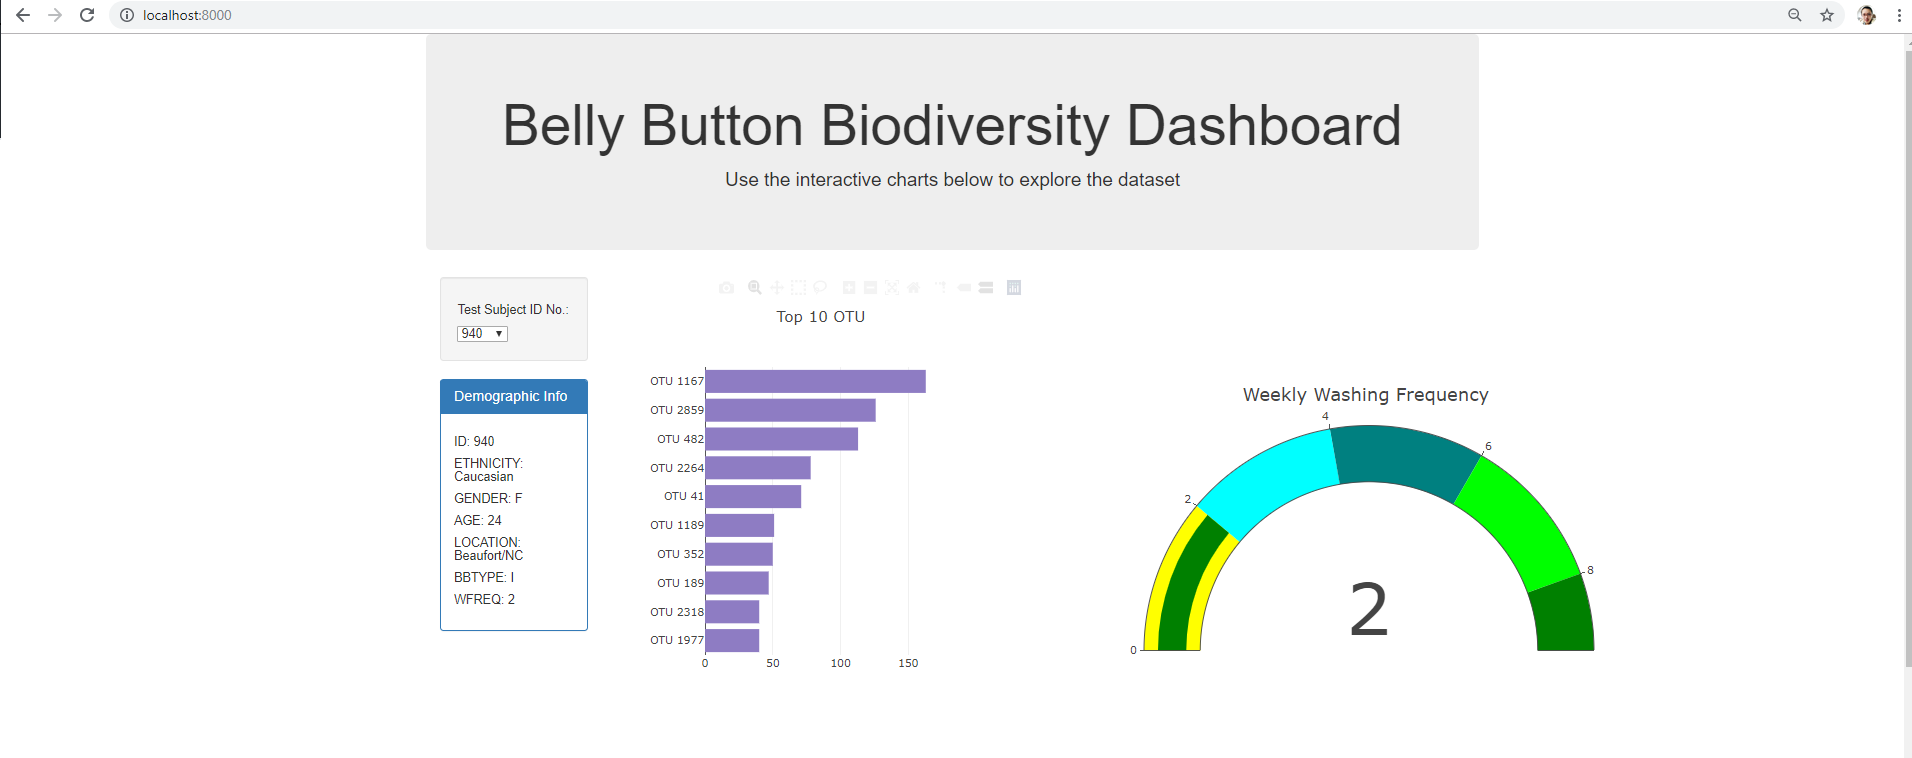 localhost:8000
Belly Button Biodiversity Dashboard
Use the interactive charts below to explore the dataset
Test Subject ID No.:
940
Demographic Info
ID: 940
ETHNICITY:
Caucasian
GENDER: F
AGE: 24
LOCATION:
Beaufort/NC
BBTYPE: I
WFREQ: 2
Top 10 OTU
OTU 1167
OTU 2859
OTU 482
OTU 2264
OTU 41
OTU 1189
OTU 352
OTU 189
OTU 2318
OTU 1977
0 50 100 150
Weekly Washing Frequency
0
2
4
6
8
2